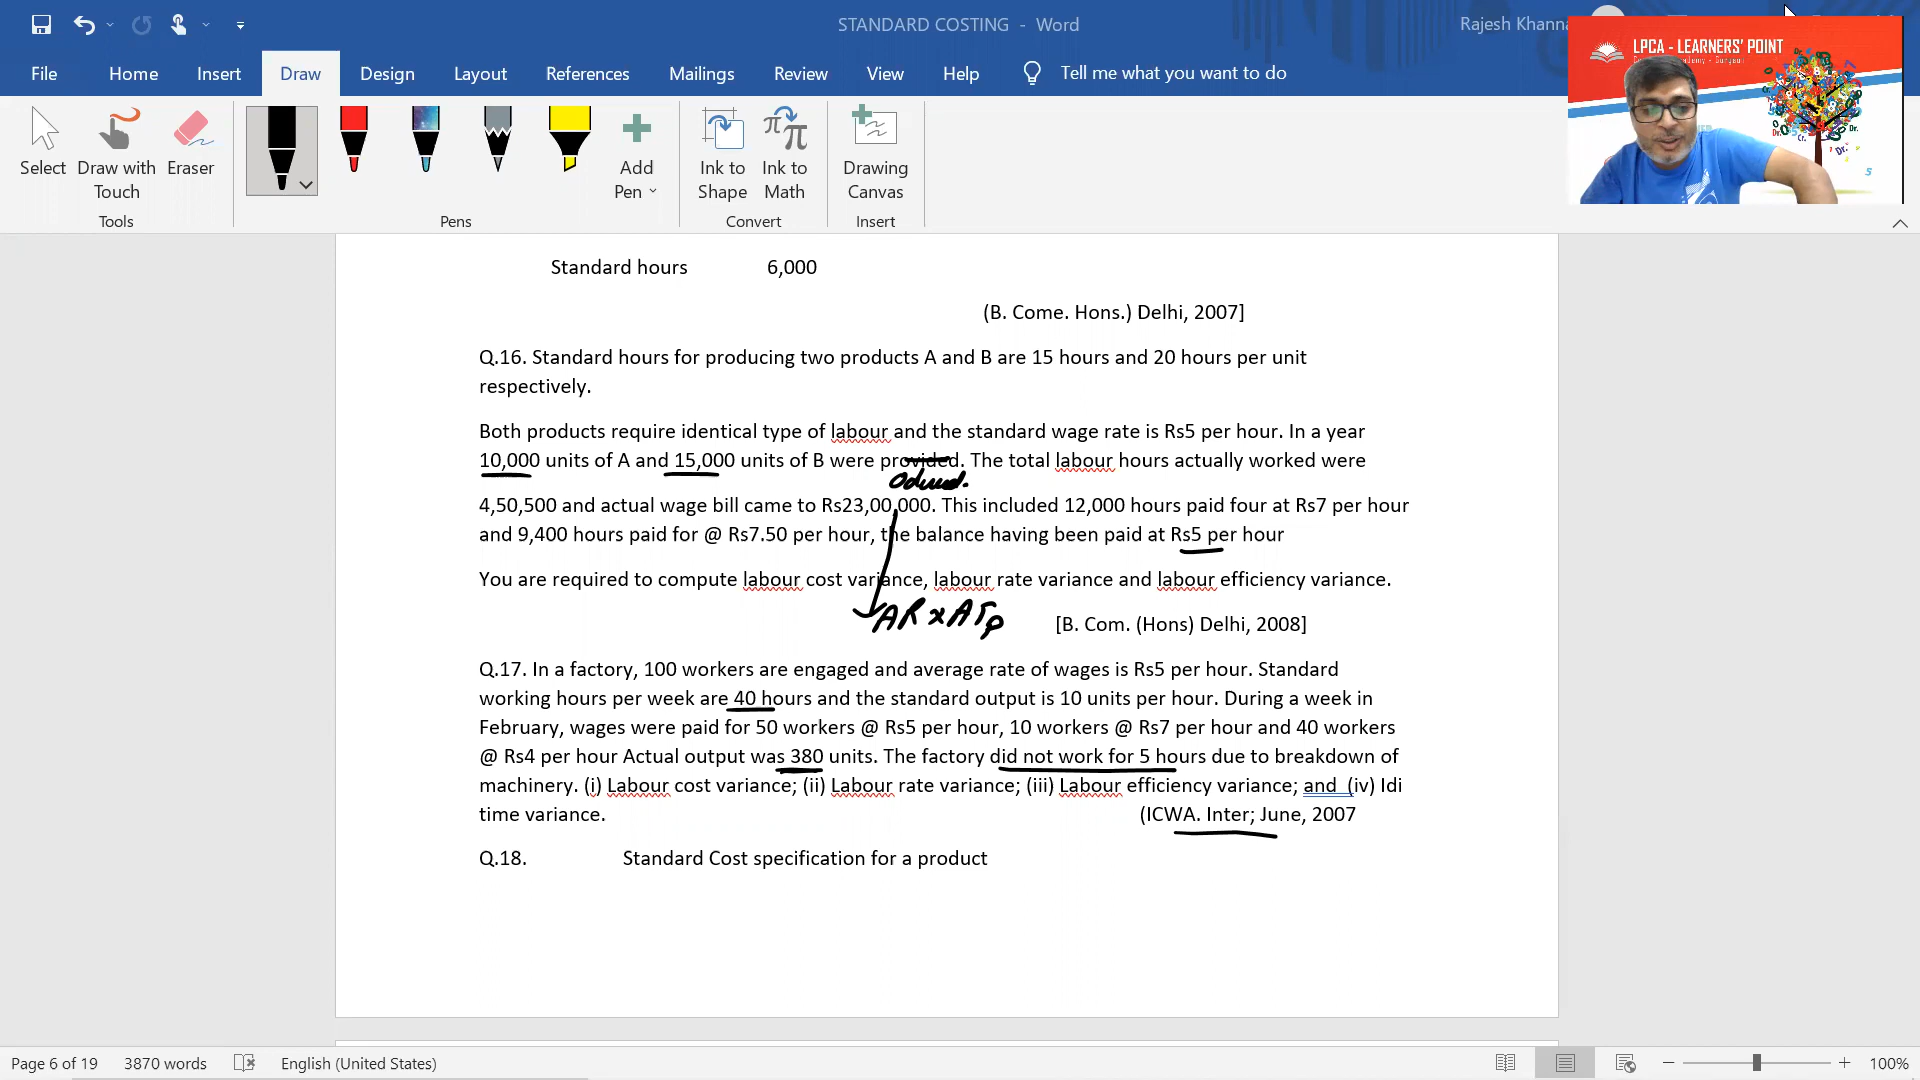 STANDARD COSTING - Word
Rajesh Khanna
File Home Insert Draw Design Layout References Mailings Review View Help Tell me what you want to do
LPCA - LEARNERS' POINT
Select Draw with Touch Eraser
Add Pen
Ink to Shape Ink to Math
Drawing Canvas
Tools Pens Convert Insert
Standard hours 6,000
(B. Come. Hons.) Delhi, 2007]
Q.16. Standard hours for producing two products A and B are 15 hours and 20 hours per unit
respectively.
Both products require identical type of labour and the standard wage rate is Rs5 per hour. In a year
10,000 units of A and 15,000 units of B were provided. The total labour hours actually worked were
4,50,500 and actual wage bill came to Rs23,00,000. This included 12,000 hours paid four at Rs7 per hour
and 9,400 hours paid for @ Rs7.50 per hour, the balance having been paid at Rs5 per hour
You are required to compute labour cost variance, labour rate variance and labour efficiency variance.
AR x ATp
[B. Com. (Hons) Delhi, 2008]
Q.17. In a factory, 100 workers are engaged and average rate of wages is Rs5 per hour. Standard
working hours per week are 40 hours and the standard output is 10 units per hour. During a week in
February, wages were paid for 50 workers @ Rs5 per hour, 10 workers @ Rs7 per hour and 40 workers
@ Rs4 per hour Actual output was 380 units. The factory did not work for 5 hours due to breakdown of
machinery. (i) Labour cost variance; (ii) Labour rate variance; (iii) Labour efficiency variance; and (iv) Idi
time variance. (ICWA. Inter; June, 2007
Q.18. Standard Cost specification for a product
Page 6 of 19 3870 words English (United States) 100%